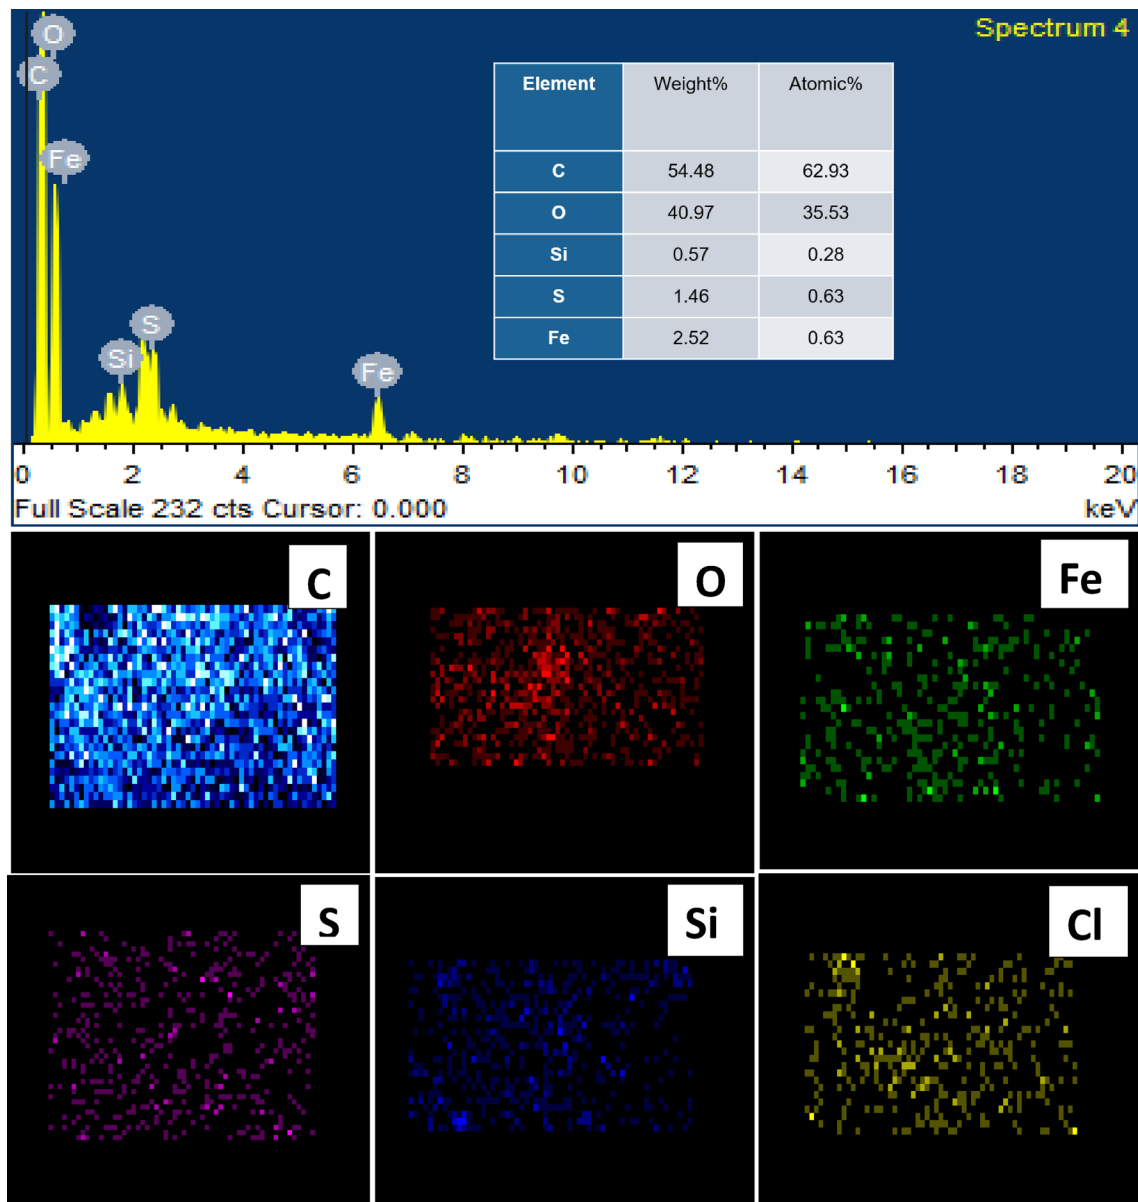 Spectrum 4
O
C
Fe
S
Si
Fe
Element Weight% Atomic%
C 54.48 62.93
O 40.97 35.53
Si 0.57 0.28
S 1.46 0.63
Fe 2.52 0.63
0 2 4 6 8 10 12 14 16 18 20
Full Scale 232 cts Cursor: 0.000 keV
C O Fe
S Si Cl